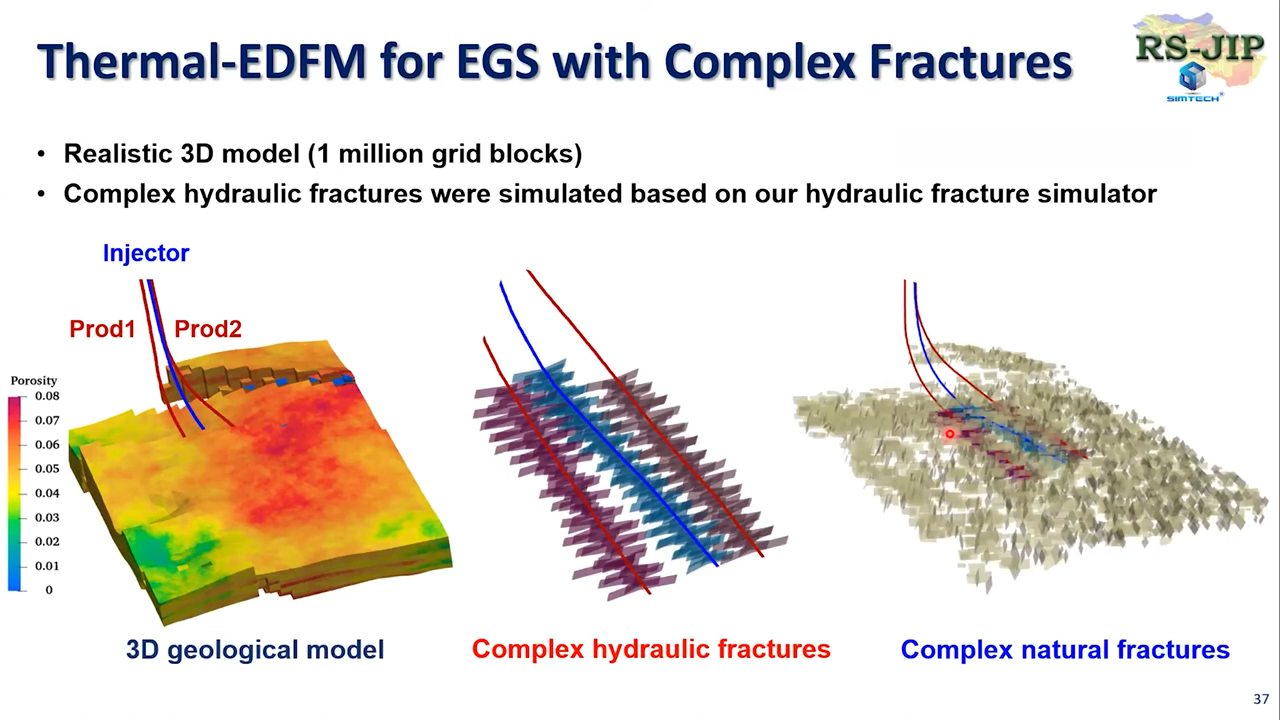 Thermal-EDFM for EGS with Complex Fractures
RS-JIP
SIMTECH
• Realistic 3D model (1 million grid blocks)
• Complex hydraulic fractures were simulated based on our hydraulic fracture simulator
Injector
Prod1
Prod2
Porosity
0.08
0.07
0.06
0.05
0.04
0.03
0.02
0.01
0
3D geological model
Complex hydraulic fractures
Complex natural fractures
37